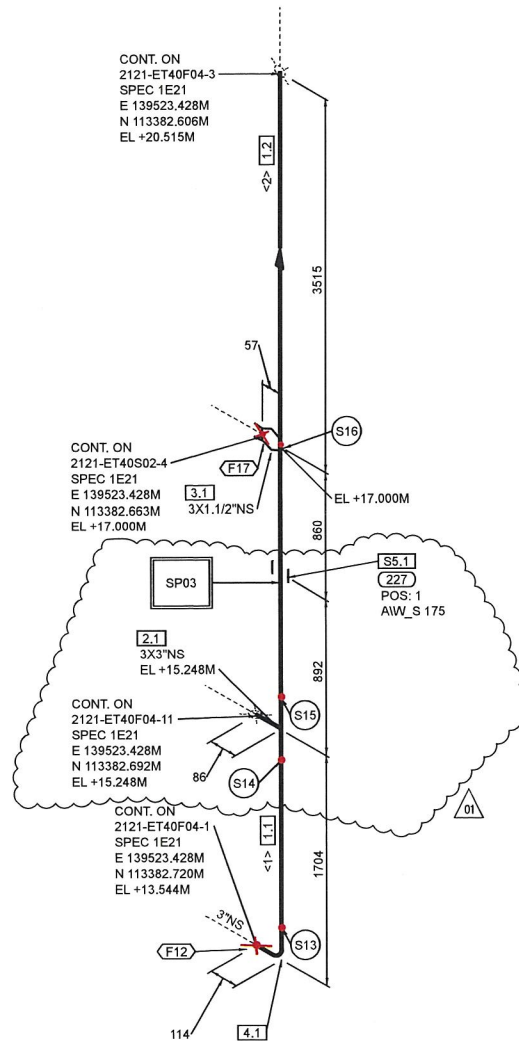 CONT. ON
2121-ET40F04-3
SPEC 1E21
E 139523.428M
N 113382.606M
EL +20.515M
<2> 1.2
3515
57
S16
CONT. ON
2121-ET40S02-4
SPEC 1E21
E 139523.428M
N 113382.663M
EL +17.000M
F17
3.1
3X1.1/2"NS
EL +17.000M
860
SP03
S5.1
227
POS: 1
A\W_S 175
2.1
3X3"NS
EL +15.248M
892
CONT. ON
2121-ET40F04-11
SPEC 1E21
E 139523.428M
N 113382.692M
EL +15.248M
S15
86
S14
01
CONT. ON
2121-ET40F04-1
SPEC 1E21
E 139523.428M
N 113382.720M
EL +13.544M
<1> 1.1
1704
3"NS
F12
S13
114
4.1